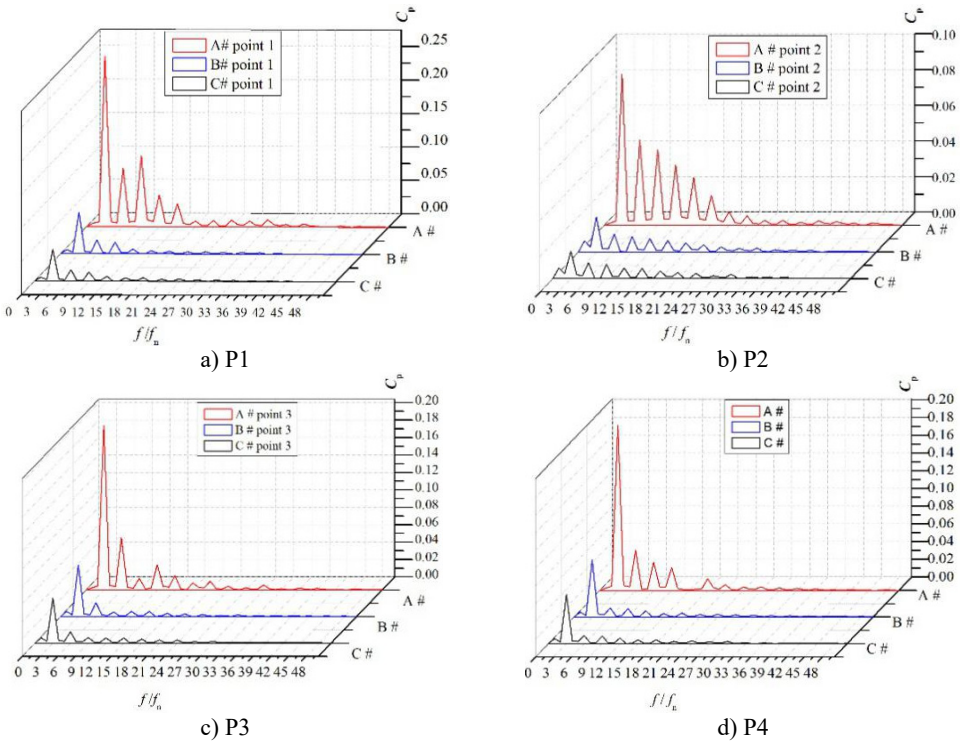 Cₚ
A# point 1
B# point 1
C# point 1
0.25
0.20
0.15
0.10
0.05
0.00
A #
B #
C #
0 3 6 9 12 15 18 21 24 27 30 33 36 39 42 45 48
f/fₙ
a) P1
Cₚ
A # point 2
B # point 2
C # point 2
0.10
0.08
0.06
0.04
0.02
0.00
A #
B #
C #
0 3 6 9 12 15 18 21 24 27 30 33 36 39 42 45 48
f/fₙ
b) P2
Cₚ
A # point 3
B # point 3
C # point 3
0.20
0.18
0.16
0.14
0.12
0.10
0.08
0.06
0.04
0.02
0.00
A #
B #
C #
0 3 6 9 12 15 18 21 24 27 30 33 36 39 42 45 48
f/fₙ
c) P3
Cₚ
A #
B #
C #
0.20
0.18
0.16
0.14
0.12
0.10
0.08
0.06
0.04
0.02
0.00
A #
B #
C #
0 3 6 9 12 15 18 21 24 27 30 33 36 39 42 45 48
f/fₙ
d) P4